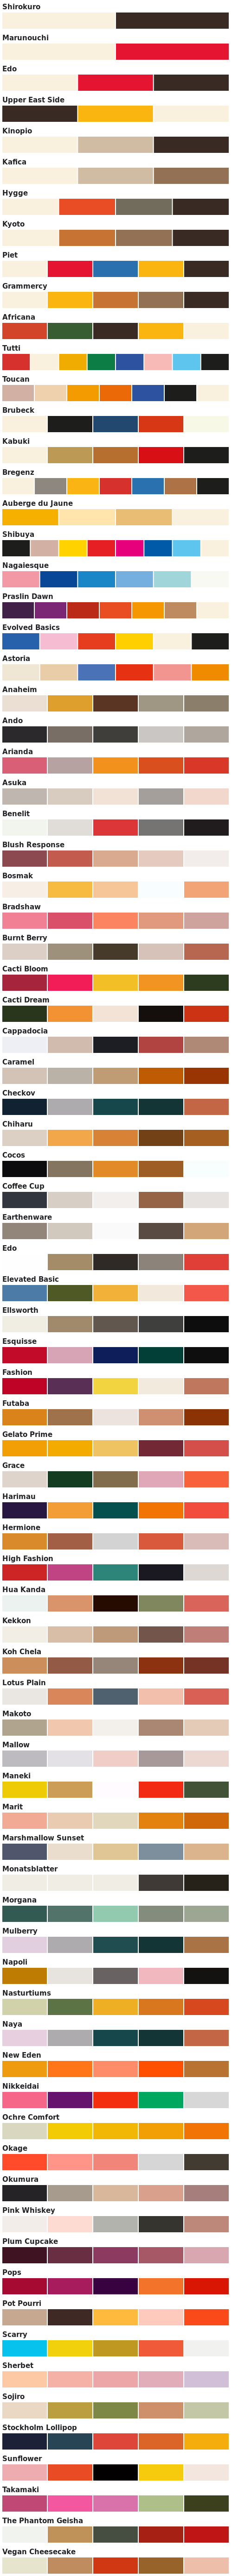 Shirokuro
Marunouchi
Edo
Upper East Side
Kinopio
Kafica
Hygge
Kyoto
Piet
Grammercy
Africana
Tutti
Toucan
Brubeck
Kabuki
Bregenz
Auberge du Jaune
Shibuya
Nagaiesque
Praslin Dawn
Evolved Basics
Astoria
Anaheim
Ando
Arianda
Asuka
Benelit
Blush Response
Bosmak
Bradshaw
Burnt Berry
Cacti Bloom
Cacti Dream
Cappadocia
Caramel
Checkov
Chiharu
Cocos
Coffee Cup
Earthenware
Edo
Elevated Basic
Ellsworth
Esquisse
Fashion
Futaba
Gelato Prime
Grace
Harimau
Hermione
High Fashion
Hua Kanda
Kekkon
Koh Chela
Lotus Plain
Makoto
Mallow
Maneki
Marit
Marshmallow Sunset
Monatsblatter
Morgana
Mulberry
Napoli
Nasturtiums
Naya
New Eden
Nikkeidai
Ochre Comfort
Okage
Okumura
Pink Whiskey
Plum Cupcake
Pops
Pot Pourri
Scarry
Sherbet
Sojiro
Stockholm Lollipop
Sunflower
Takamaki
The Phantom Geisha
Vegan Cheesecake